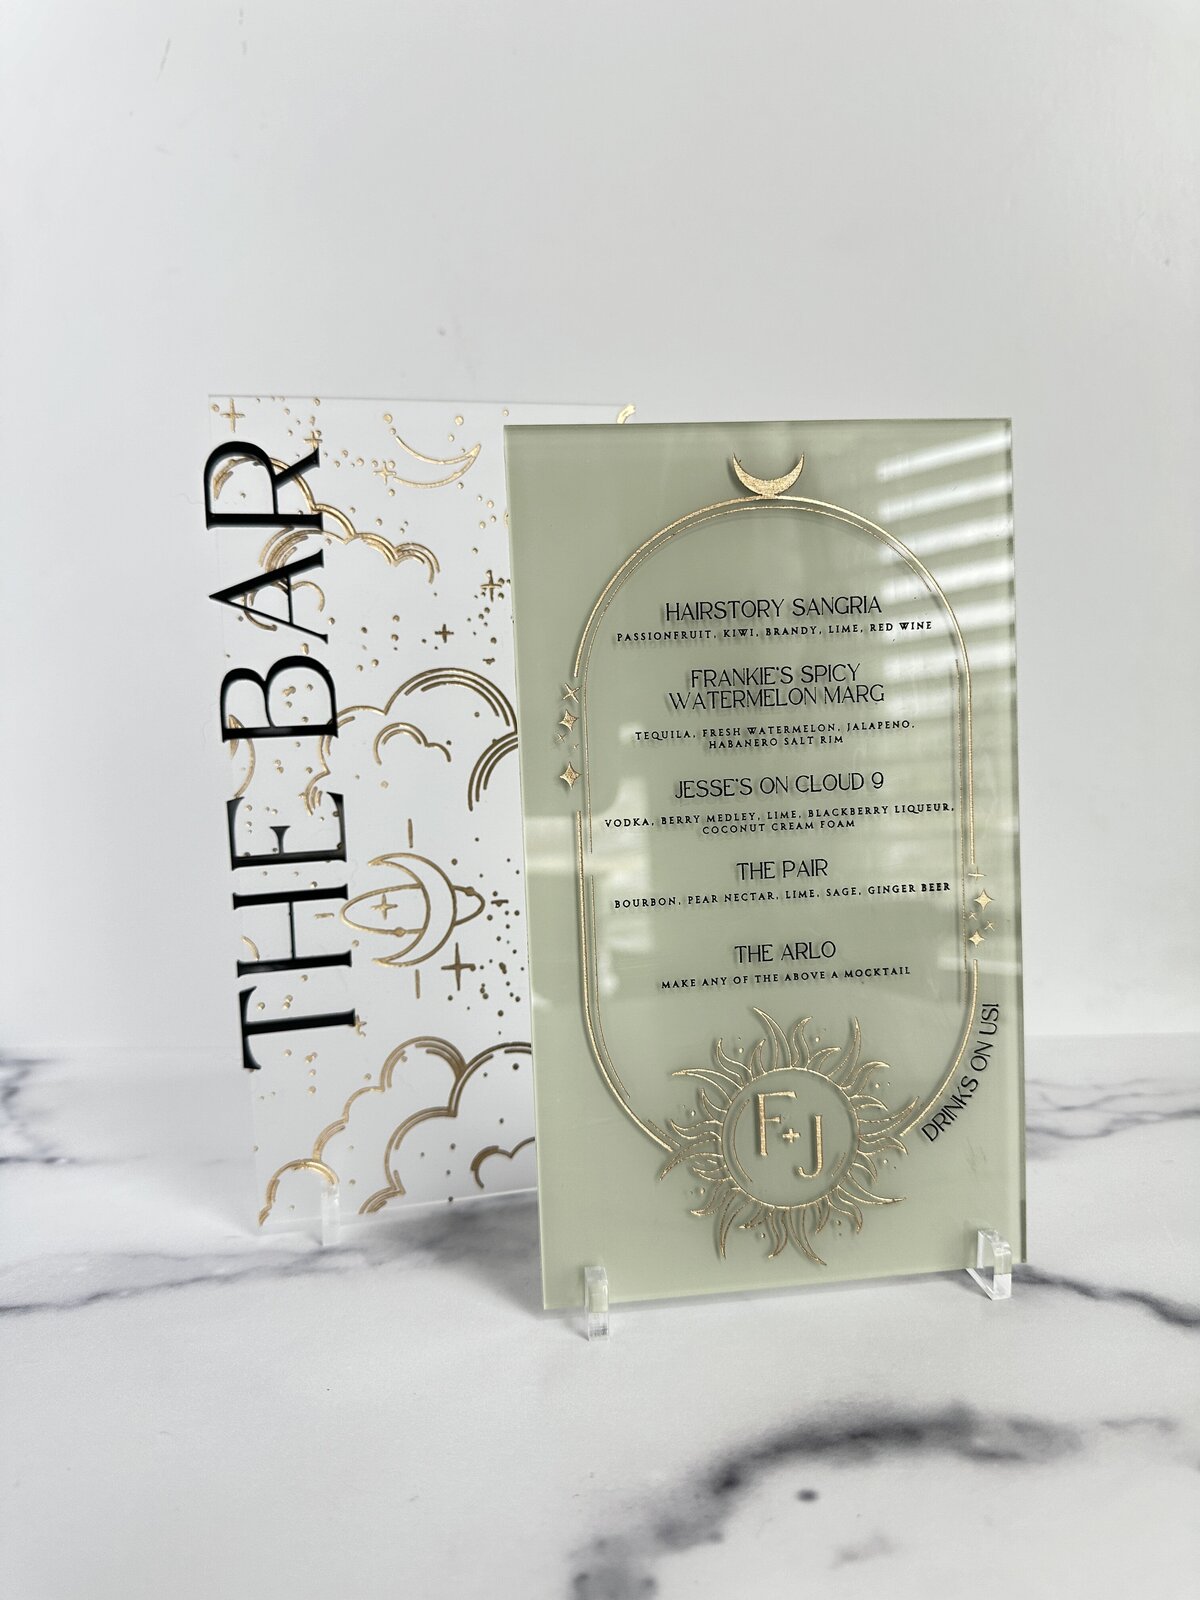 THE BAR
HAIRSTORY SANGRIA
PASSIONFRUIT, KIWI, BRANDY, LIME, RED WINE
FRANKIE'S SPICY
WATERMELON MARG
TEQUILA, FRESH WATERMELON, JALAPENO,
HABANERO SALT RIM
JESSE'S ON CLOUD 9
VODKA, BERRY MEDLEY, LIME, BLACKBERRY LIQUEUR,
COCONUT CREAM FOAM
THE PAIR
BOURBON, PEAR NECTAR, LIME, SAGE, GINGER BEER
THE ARLO
MAKE ANY OF THE ABOVE A MOCKTAIL
DRINKS ON US!
F+J